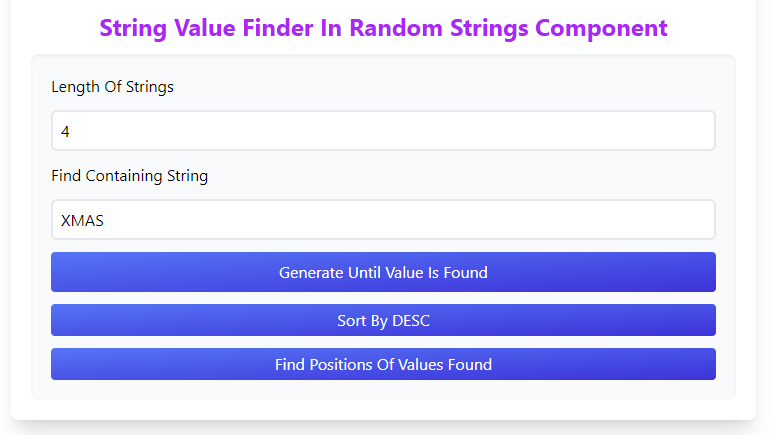 String Value Finder In Random Strings Component
Length Of Strings
4
Find Containing String
XMAS
Generate Until Value Is Found
Sort By DESC
Find Positions Of Values Found